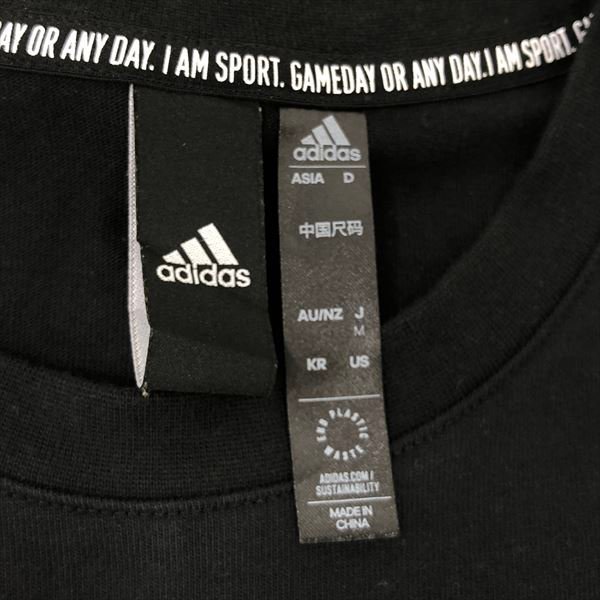 AY OR ANY DAY. I AM SPORT. GAMEDAY OR ANY DAY. I AM SPORT. GA
adidas
adidas
ASIA D
中国尺码
AU/NZ J
M
KR US
END PLASTIC WASTE
ADIDAS.COM/
SUSTAINABILITY
MADE IN
CHINA